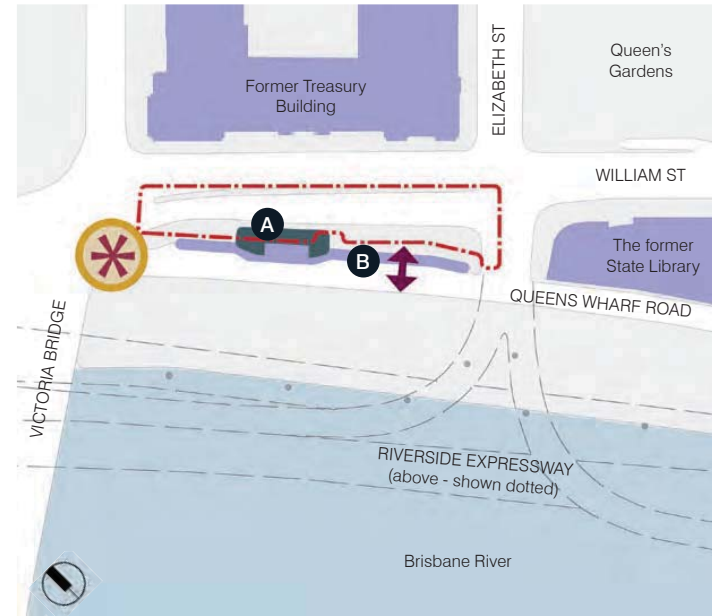 Former Treasury
Building
ELIZABETH ST
Queen's
Gardens
WILLIAM ST
A
B
The former
State Library
QUEENS WHARF ROAD
VICTORIA BRIDGE
RIVERSIDE EXPRESSWAY
(above - shown dotted)
Brisbane River